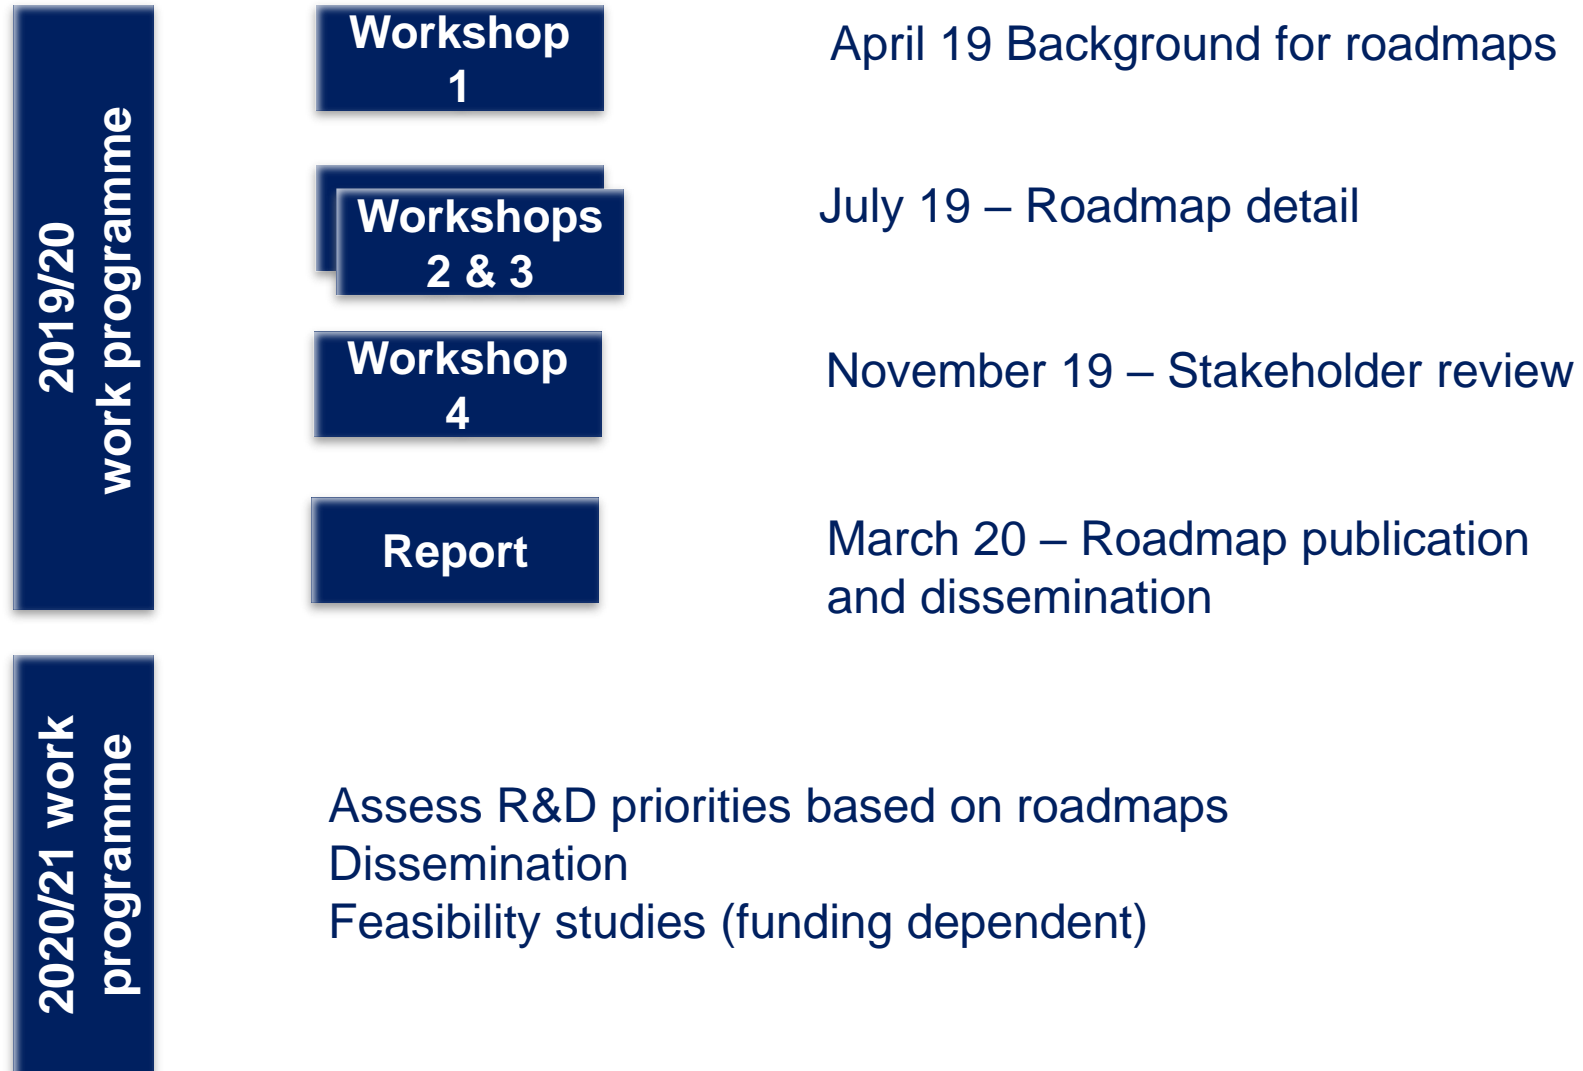 2019/20
work programme
Workshop
1
April 19 Background for roadmaps
Workshops
2 & 3
July 19 – Roadmap detail
Workshop
4
November 19 – Stakeholder review
Report
March 20 – Roadmap publication
and dissemination
2020/21 work
programme
Assess R&D priorities based on roadmaps
Dissemination
Feasibility studies (funding dependent)